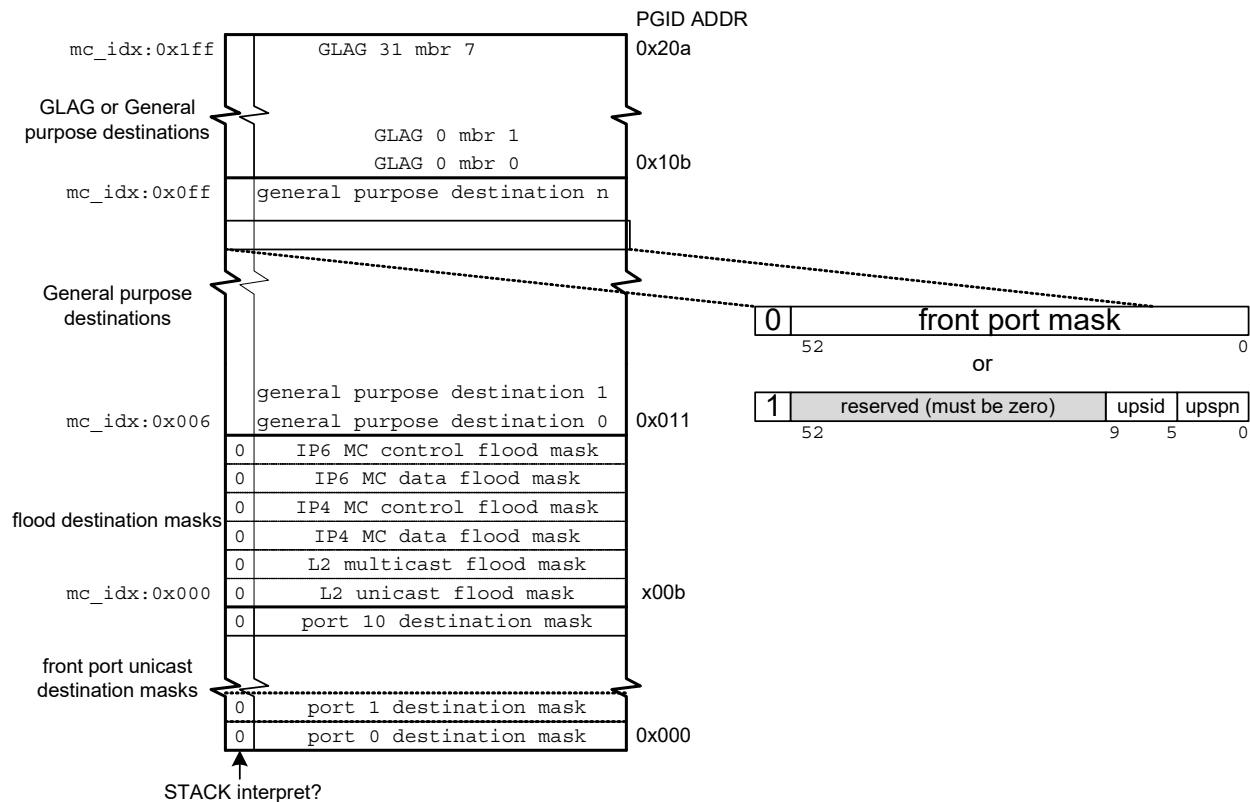 PGID ADDR
mc_idx:0x1ff GLAG 31 mbr 7 0x20a
GLAG or General
purpose destinations
GLAG 0 mbr 1
GLAG 0 mbr 0 0x10b
mc_idx:0x0ff general purpose destination n
General purpose
destinations
0 front port mask
52 0
or
1 reserved (must be zero) upsid upspn
52 9 5 0
general purpose destination 1
mc_idx:0x006 general purpose destination 0 0x011
0 IP6 MC control flood mask
0 IP6 MC data flood mask
flood destination masks
0 IP4 MC control flood mask
0 IP4 MC data flood mask
0 L2 multicast flood mask
mc_idx:0x000 0 L2 unicast flood mask x00b
0 port 10 destination mask
front port unicast
destination masks
0 port 1 destination mask
0 port 0 destination mask 0x000
STACK interpret?